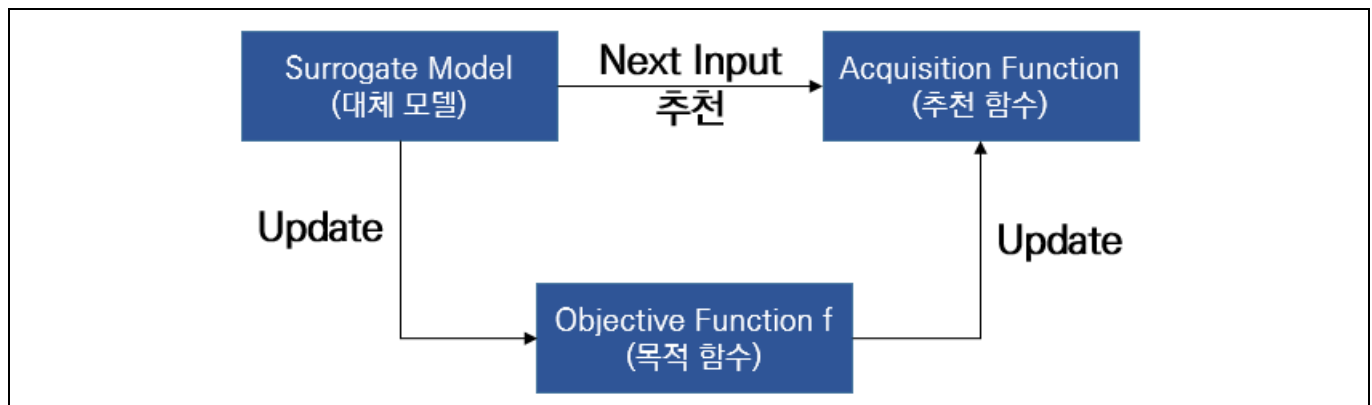 Surrogate Model
(대체 모델)
Next Input
추천
Acquisition Function
(추천 함수)
Update
Update
Objective Function f
(목적 함수)